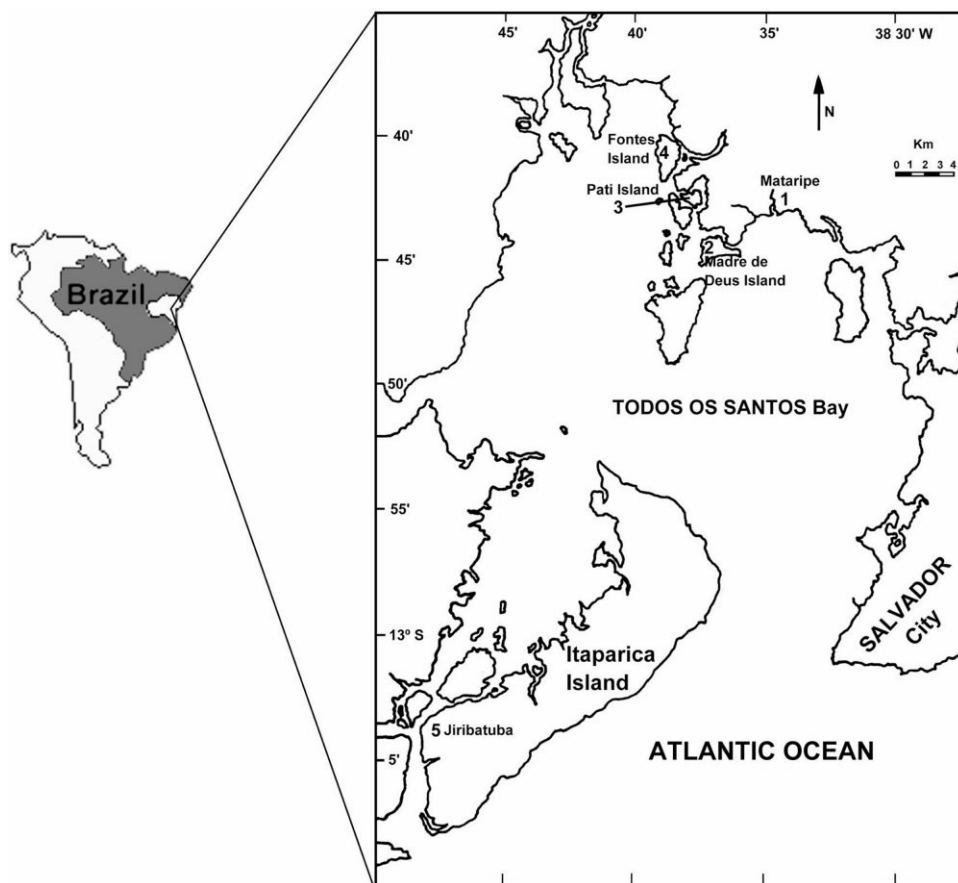 45'
40'
35'
38 30' W
N
40'
Fontes
Island
4
Km
0 1 2 3 4
Pati Island
3
Mataripe
1
45'
2
Madre de
Deus Island
Brazil
50'
TODOS OS SANTOS Bay
55'
SALVADOR
City
13º S
Itaparica
Island
5 Jiribatuba
5'
ATLANTIC OCEAN